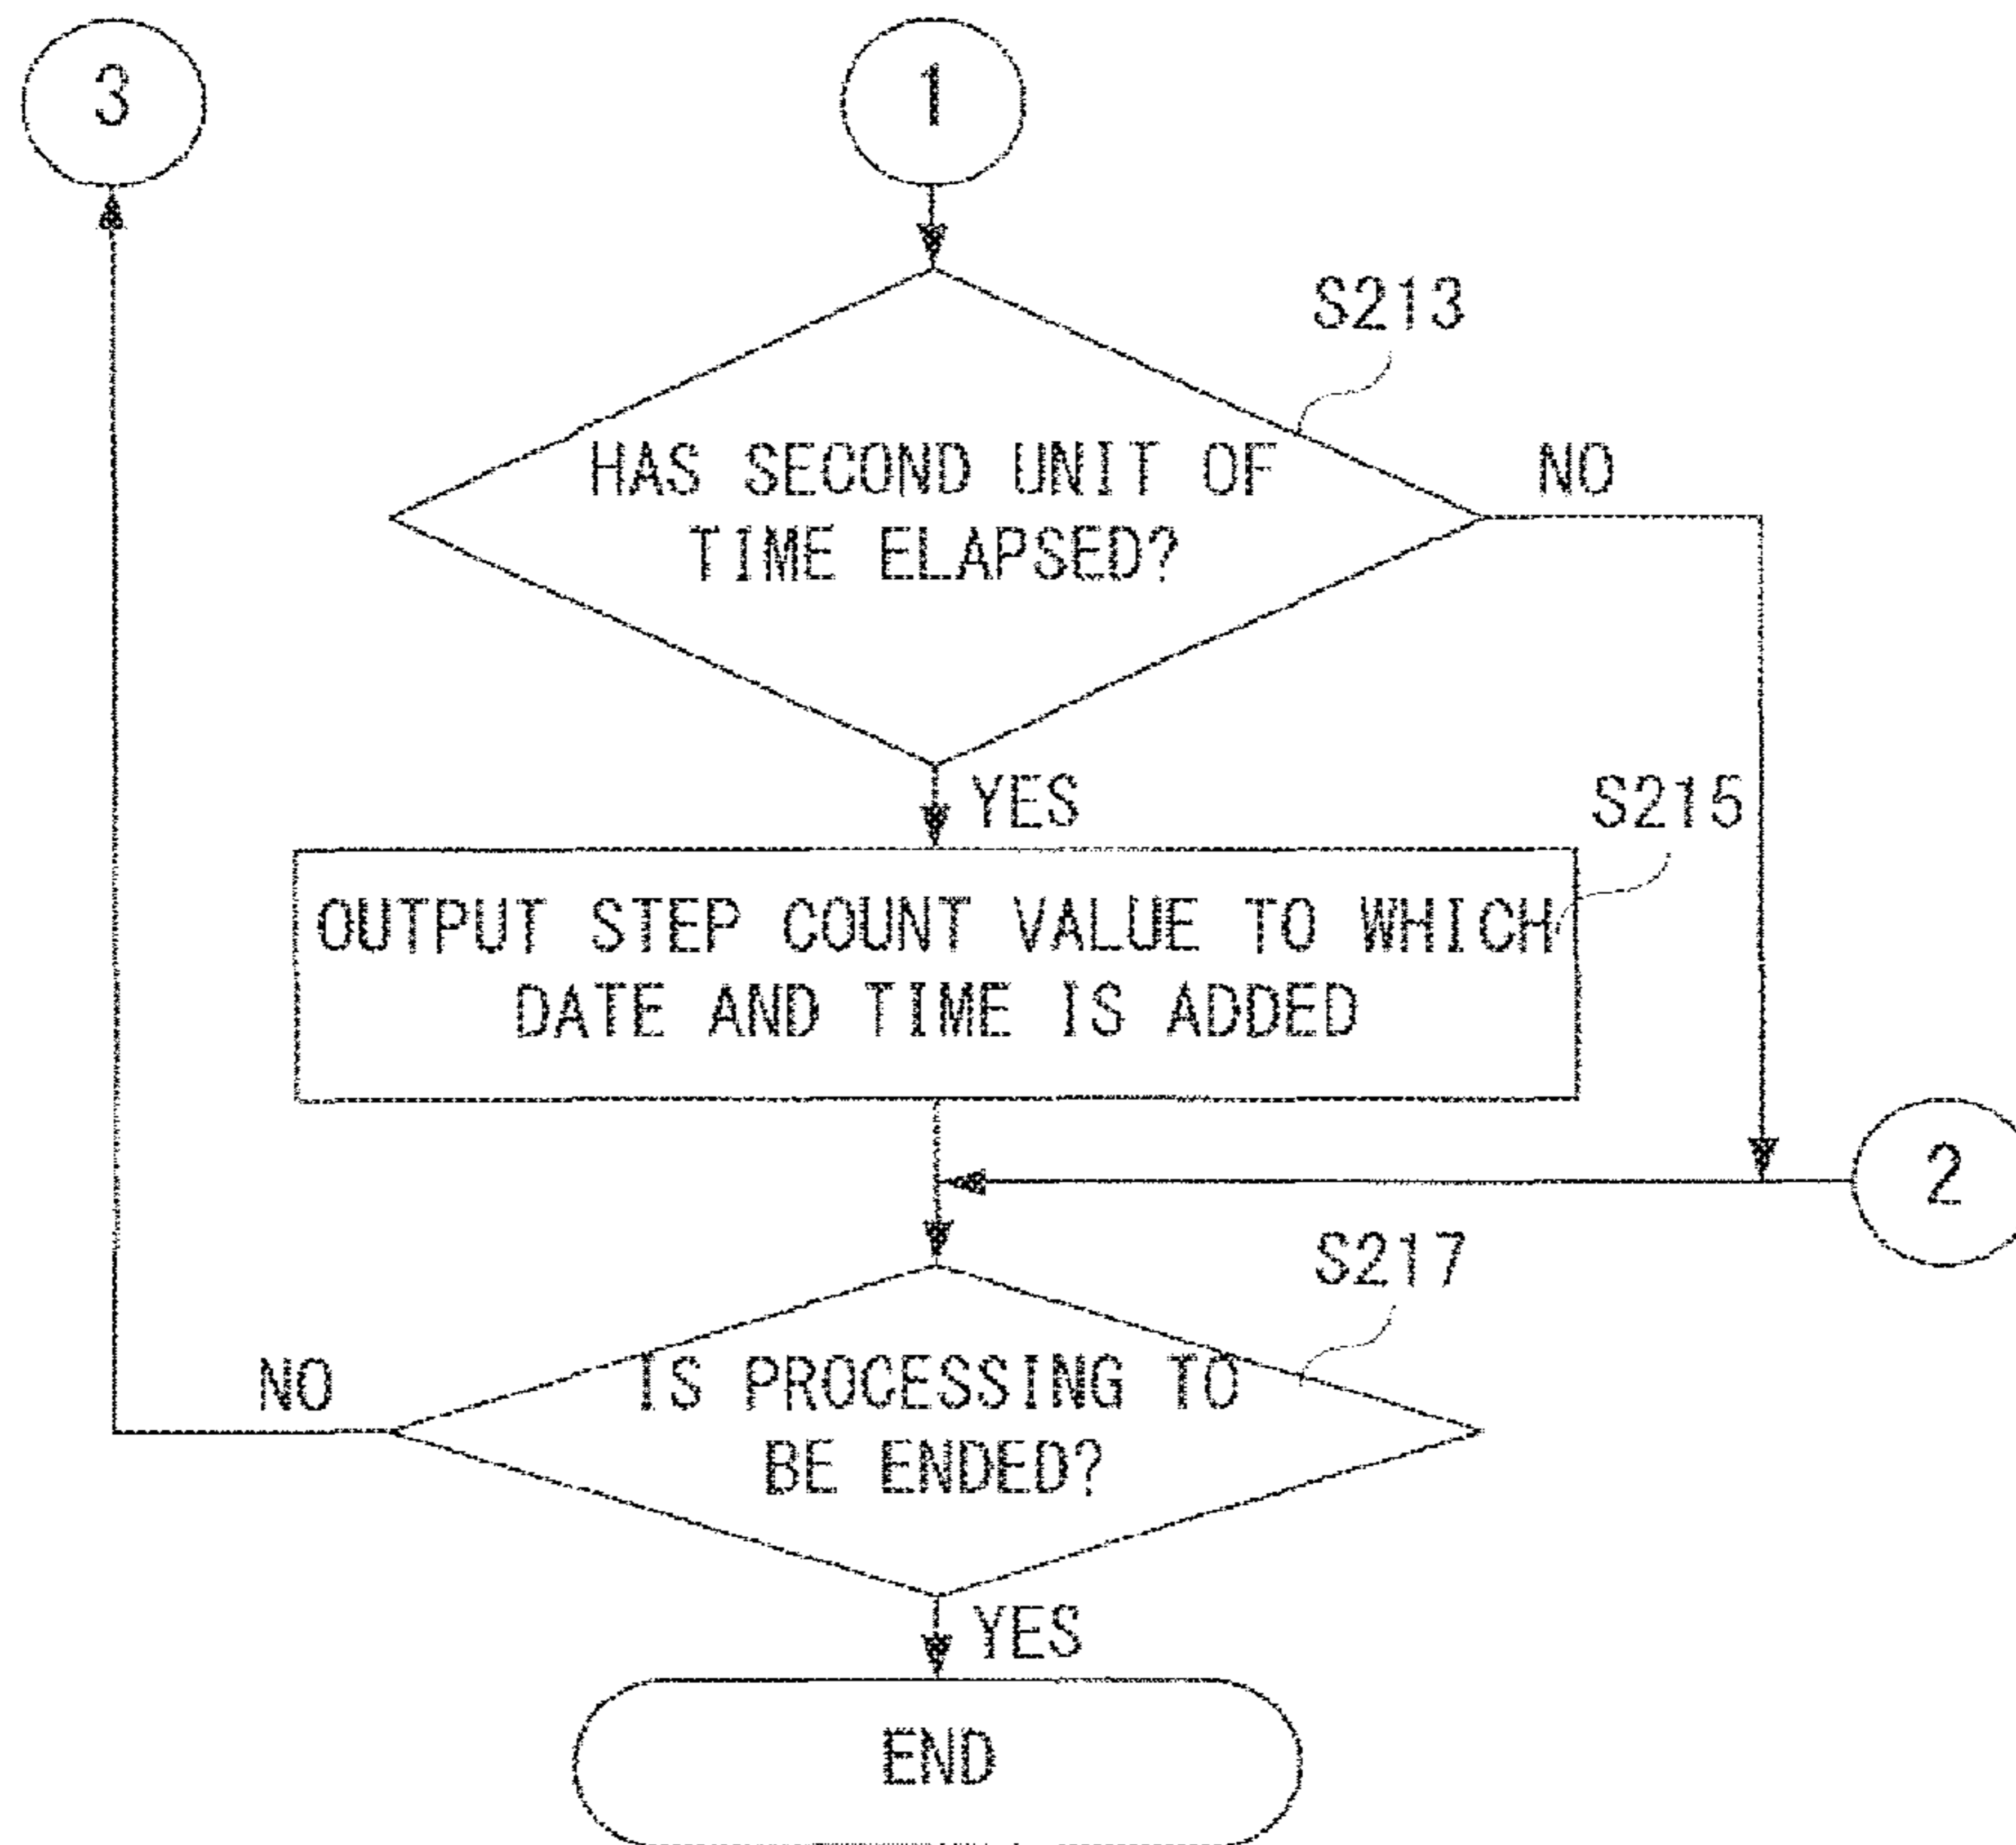 3
1
S213
HAS SECOND UNIT OF
TIME ELAPSED?
NO
YES
S215
OUTPUT STEP COUNT VALUE TO WHICH
DATE AND TIME IS ADDED
2
S217
NO
IS PROCESSING TO
BE ENDED?
YES
END